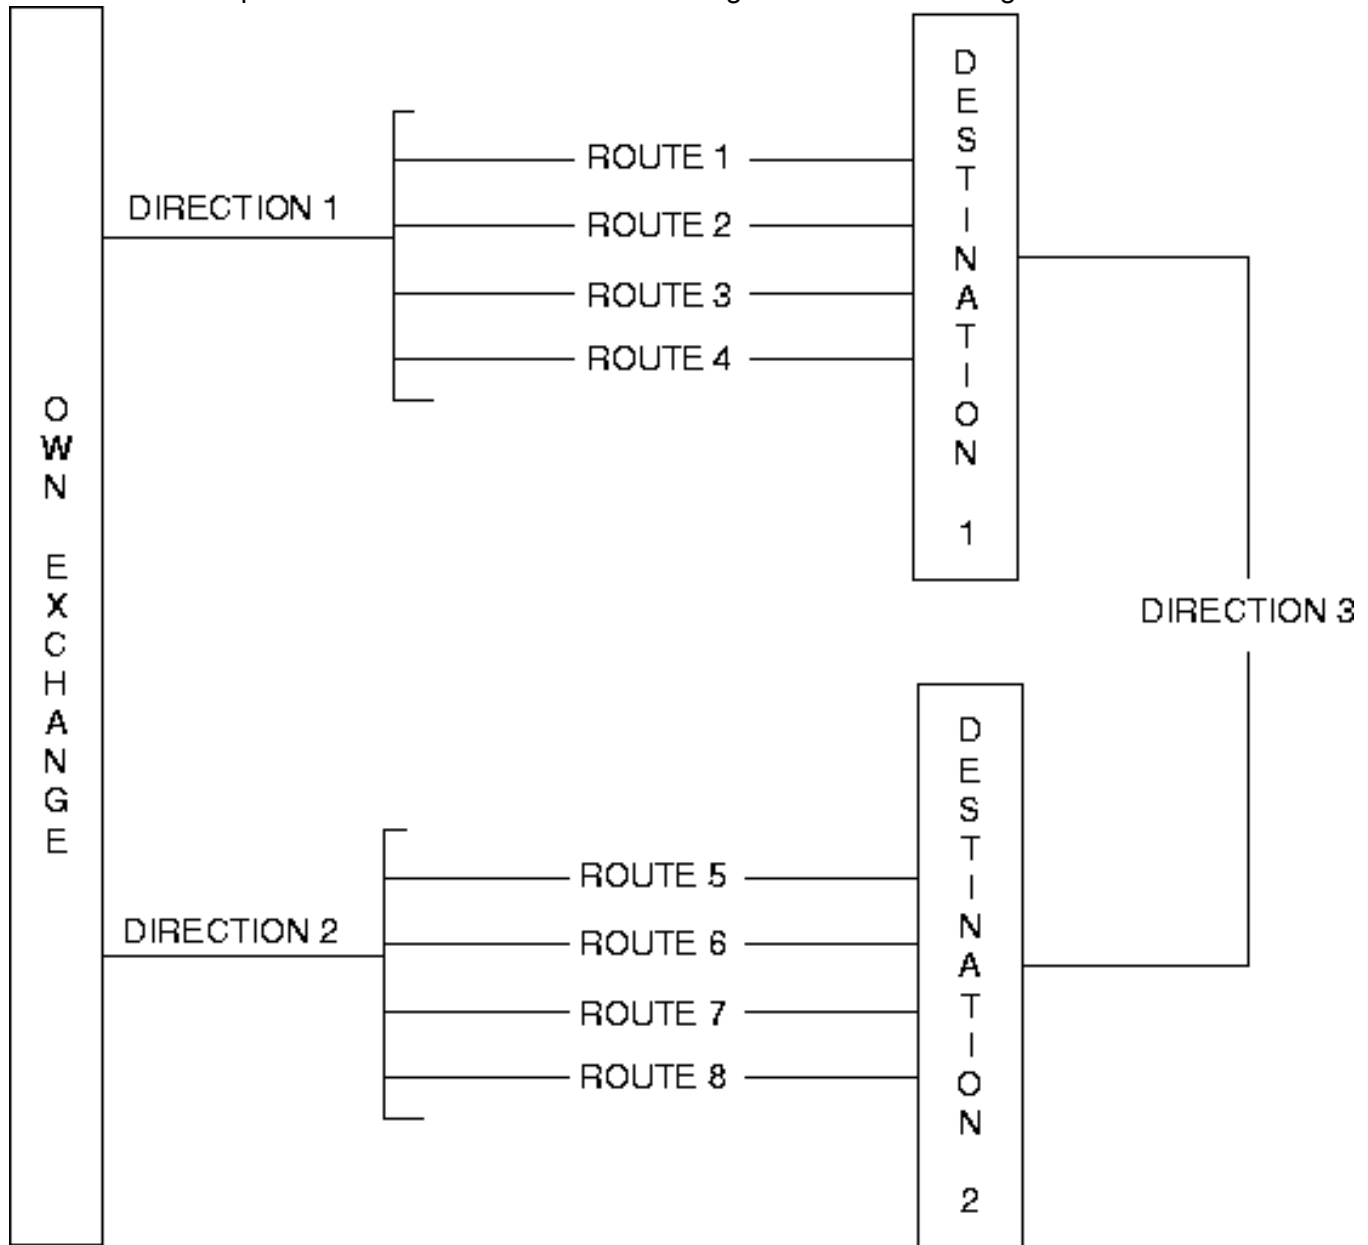 OWN EXCHANGE
DIRECTION 1
ROUTE 1
ROUTE 2
ROUTE 3
ROUTE 4
DESTINATION 1
DIRECTION 3
DIRECTION 2
ROUTE 5
ROUTE 6
ROUTE 7
ROUTE 8
DESTINATION 2